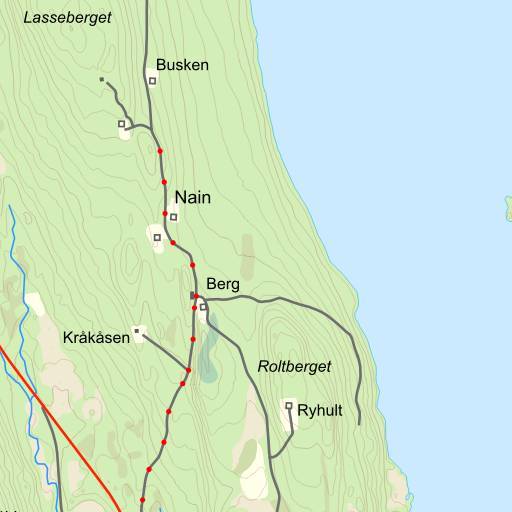 Lasseberget
Busken
Nain
Berg
Kråkåsen
Roltberget
Ryhult